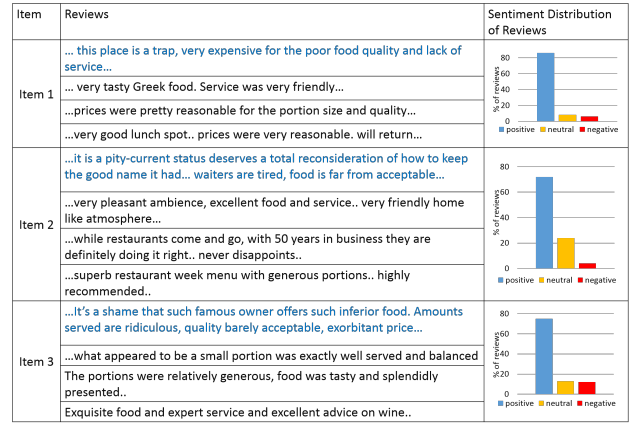 Item
Reviews
Sentiment Distribution
of Reviews
Item 1
… this place is a trap, very expensive for the poor food quality and lack of
service…
… very tasty Greek food. Service was very friendly…
…prices were pretty reasonable for the portion size and quality…
…very good lunch spot.. prices were very reasonable. will return…
% of reviews
80
60
40
20
0
positive neutral negative
Item 2
…it is a pity-current status deserves a total reconsideration of how to keep
the good name it had… waiters are tired, food is far from acceptable…
…very pleasant ambience, excellent food and service.. very friendly home
like atmosphere…
…while restaurants come and go, with 50 years in business they are
definitely doing it right.. never disappoints..
…superb restaurant week menu with generous portions.. highly
recommended..
% of reviews
80
60
40
20
0
positive neutral negative
Item 3
…It’s a shame that such famous owner offers such inferior food. Amounts
served are ridiculous, quality barely acceptable, exorbitant price…
…what appeared to be a small portion was exactly well served and balanced
The portions were relatively generous, food was tasty and splendidly
presented..
Exquisite food and expert service and excellent advice on wine..
% of reviews
80
60
40
20
0
positive neutral negative